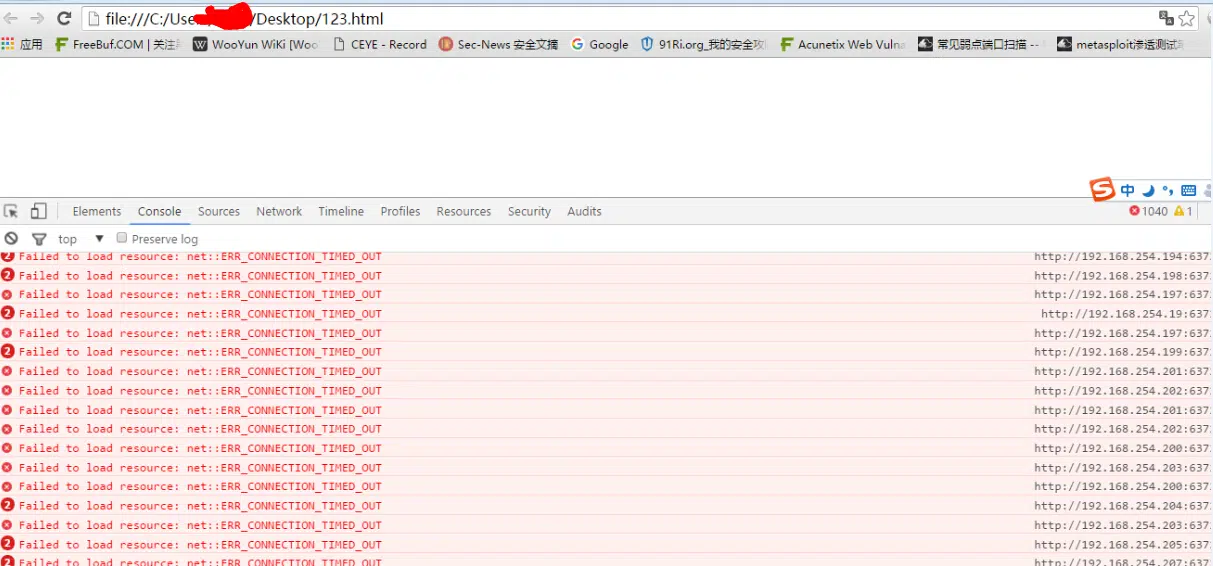 file:///C:/Use /Desktop/123.html
应用 FreeBuf.COM | 关注 WooYun WiKi [Woo CEYE - Record Sec-News 安全文摘 Google 91Ri.org_我的安全攻 Acunetix Web Vulna 常见弱点端口扫描 -- metasploit渗透测试
中
Elements Console Sources Network Timeline Profiles Resources Security Audits 1040 1
top Preserve log
2 Failed to load resource: net::ERR_CONNECTION_TIMED_OUT http://192.168.254.194:637
2 Failed to load resource: net::ERR_CONNECTION_TIMED_OUT http://192.168.254.198:637
Failed to load resource: net::ERR_CONNECTION_TIMED_OUT http://192.168.254.197:637
2 Failed to load resource: net::ERR_CONNECTION_TIMED_OUT http://192.168.254.19:637
Failed to load resource: net::ERR_CONNECTION_TIMED_OUT http://192.168.254.197:637
2 Failed to load resource: net::ERR_CONNECTION_TIMED_OUT http://192.168.254.199:637
Failed to load resource: net::ERR_CONNECTION_TIMED_OUT http://192.168.254.201:637
Failed to load resource: net::ERR_CONNECTION_TIMED_OUT http://192.168.254.202:637
Failed to load resource: net::ERR_CONNECTION_TIMED_OUT http://192.168.254.201:637
Failed to load resource: net::ERR_CONNECTION_TIMED_OUT http://192.168.254.202:637
Failed to load resource: net::ERR_CONNECTION_TIMED_OUT http://192.168.254.200:637
Failed to load resource: net::ERR_CONNECTION_TIMED_OUT http://192.168.254.203:637
Failed to load resource: net::ERR_CONNECTION_TIMED_OUT http://192.168.254.200:637
2 Failed to load resource: net::ERR_CONNECTION_TIMED_OUT http://192.168.254.204:637
Failed to load resource: net::ERR_CONNECTION_TIMED_OUT http://192.168.254.203:637
2 Failed to load resource: net::ERR_CONNECTION_TIMED_OUT http://192.168.254.205:637
2 Failed to load resource: net::ERR_CONNECTION_TIMED_OUT http://192.168.254.207:637